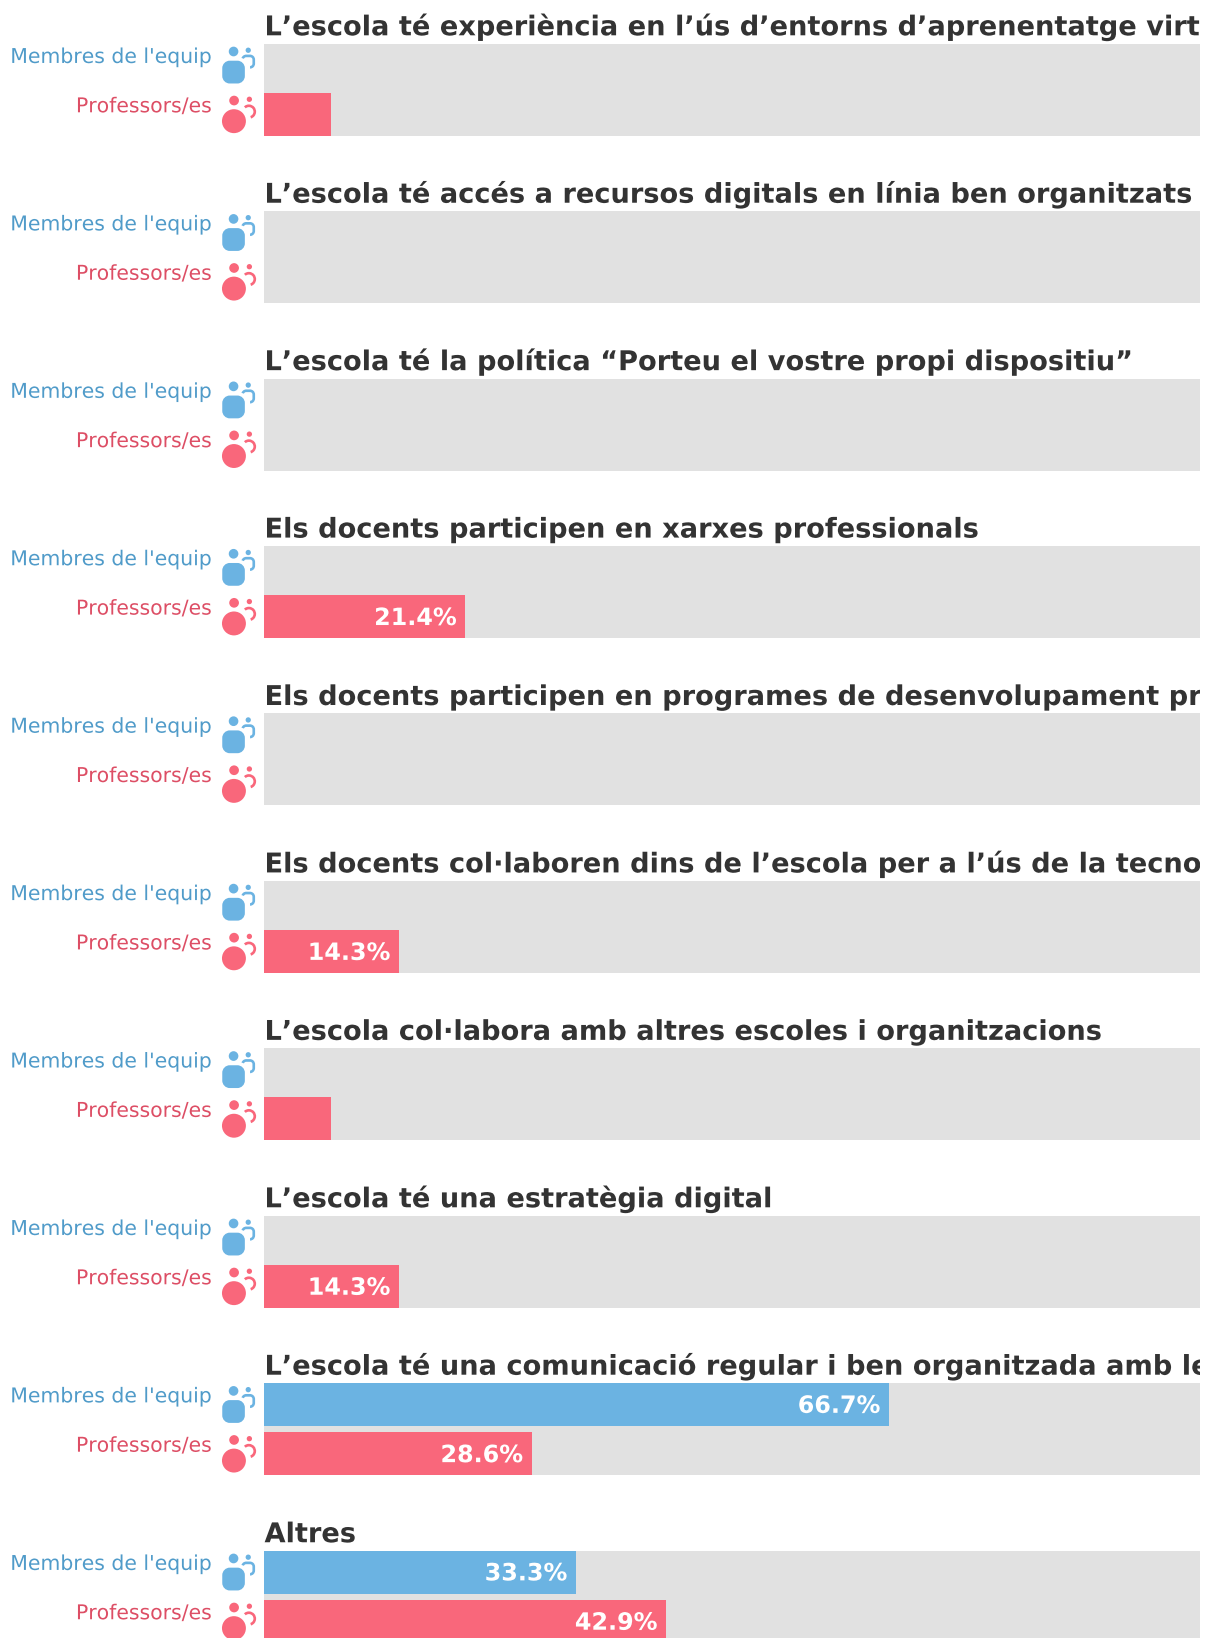 L’escola té experiència en l’ús d’entorns d’aprenentatge virt
Membres de l'equip
Professors/es
L’escola té accés a recursos digitals en línia ben organitzats
Membres de l'equip
Professors/es
L’escola té la política “Porteu el vostre propi dispositiu”
Membres de l'equip
Professors/es
Els docents participen en xarxes professionals
Membres de l'equip
Professors/es
21.4%
Els docents participen en programes de desenvolupament pr
Membres de l'equip
Professors/es
Els docents col·laboren dins de l’escola per a l’ús de la tecno
Membres de l'equip
Professors/es
14.3%
L’escola col·labora amb altres escoles i organitzacions
Membres de l'equip
Professors/es
L’escola té una estratègia digital
Membres de l'equip
Professors/es
14.3%
L’escola té una comunicació regular i ben organitzada amb le
Membres de l'equip
66.7%
Professors/es
28.6%
Altres
Membres de l'equip
33.3%
Professors/es
42.9%